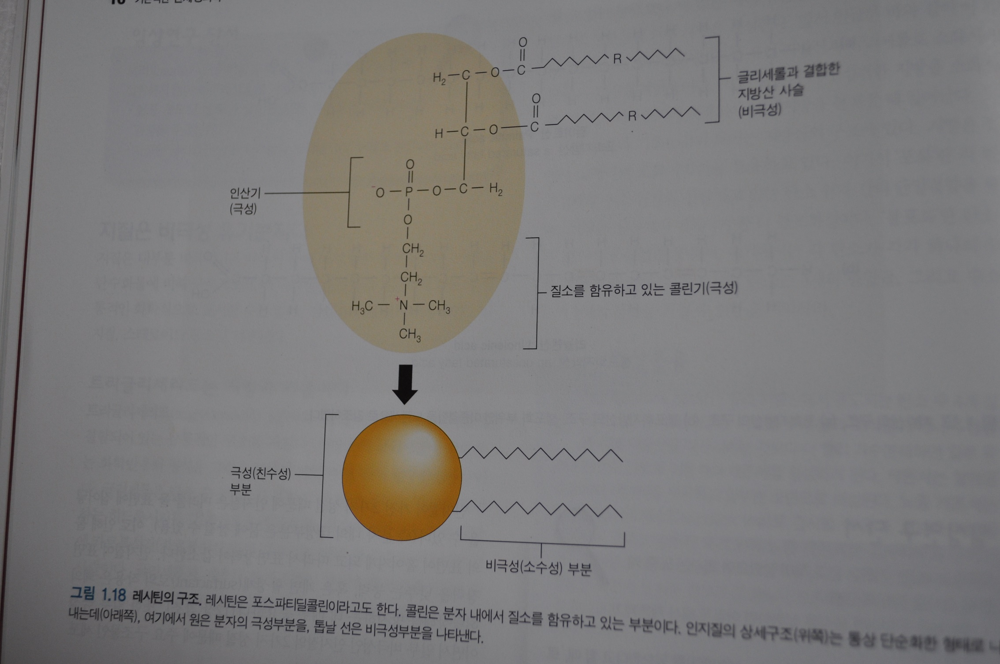 O
H₂—C—O—C—R
글리세롤과 결합한
지방산 사슬
(비극성)
O
H—C—O—C—R
O
⁻O—P—O—C—H₂
인산기
(극성)
O
CH₂
CH₂
질소를 함유하고 있는 콜린기(극성)
H₃C—⁺N—CH₃
CH₃
극성(친수성)
부분
비극성(소수성) 부분
그림 1.18 레시틴의 구조. 레시틴은 포스파티딜콜린이라고도 한다. 콜린은 분자 내에서 질소를 함유하고 있는 부분이다. 인지질의 상세구조(위쪽)는 통상 단순화한 형태로 나
내는데(아래쪽), 여기에서 원은 분자의 극성부분을, 톱날 선은 비극성부분을 나타낸다.